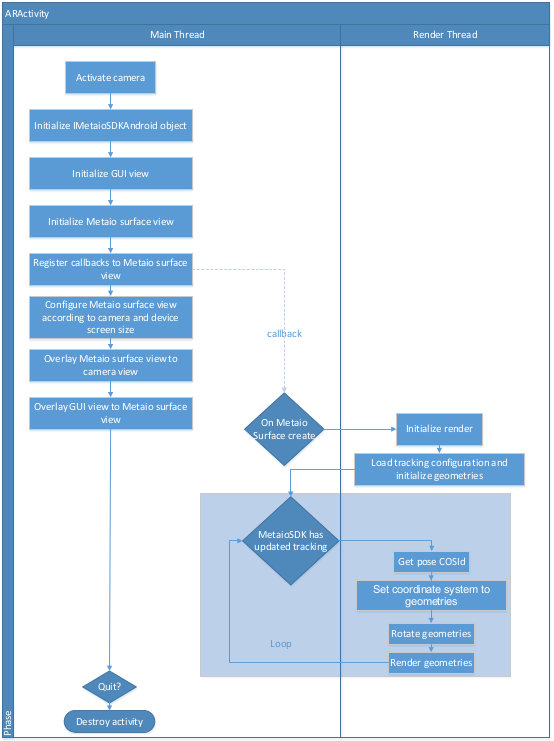 ARActivity
Main Thread
Render Thread
Activate camera
Initialize IMetaioSDKAndroid object
Initialize GUI view
Initialize Metaio surface view
Register callbacks to Metaio surface
view
Configure Metaio surface view
according to camera and device
screen size
callback
Overlay Metaio surface view to
camera view
Overlay GUI view to Metaio surface
view
On Metaio
Surface create
Initialize render
Load tracking configuration and
initialize geometries
MetaioSDK has
updated tracking
Get pose COSId
Set coordinate system to
geometries
Rotate geometries
Loop
Render geometries
Quit?
Destroy activity
Phase